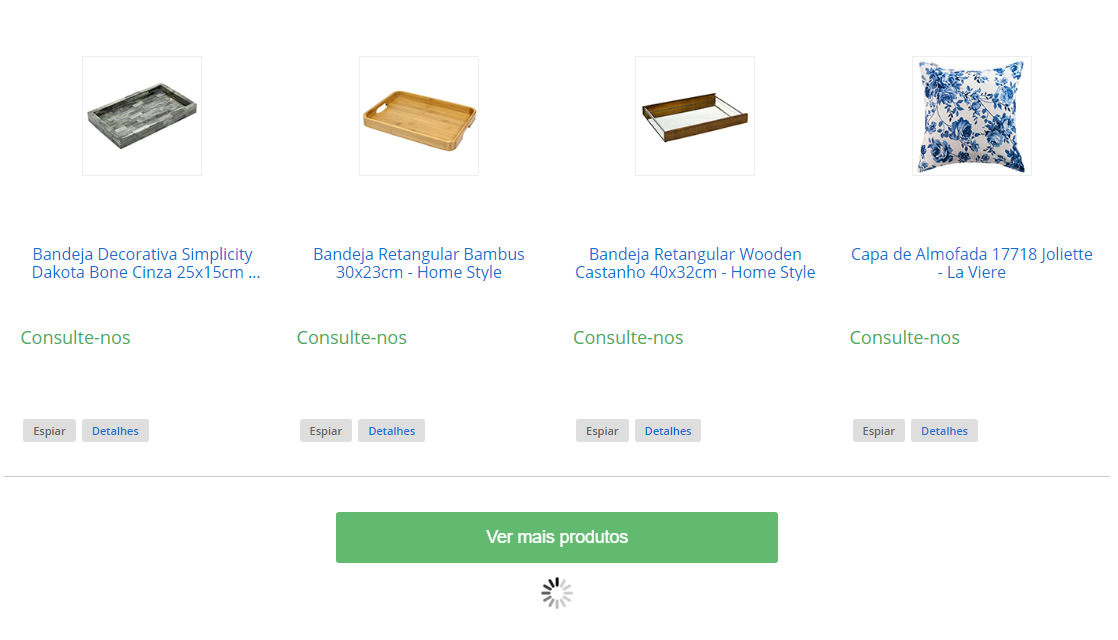 Bandeja Decorativa Simplicity
Dakota Bone Cinza 25x15cm ...
Bandeja Retangular Bambus
30x23cm - Home Style
Bandeja Retangular Wooden
Castanho 40x32cm - Home Style
Capa de Almofada 17718 Joliette
- La Viere
Consulte-nos
Consulte-nos
Consulte-nos
Consulte-nos
Espiar
Detalhes
Espiar
Detalhes
Espiar
Detalhes
Espiar
Detalhes
Ver mais produtos